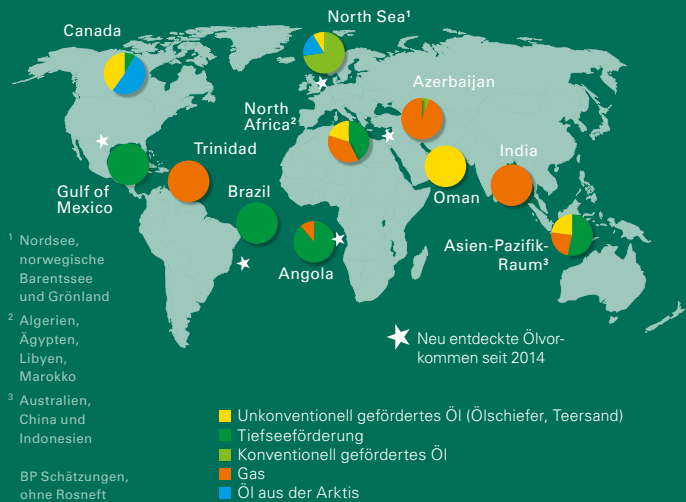 North Sea¹
Canada
Azerbaijan
North
Africa²
Trinidad
India
Gulf of
Mexico
Brazil
Oman
Angola
Asien-Pazifik-
Raum³
¹ Nordsee,
norwegische
Barentssee
und Grönland
² Algerien,
Ägypten,
Libyen,
Marokko
³ Australien,
China und
Indonesien
BP Schätzungen,
ohne Rosneft
Neu entdeckte Ölvor-
kommen seit 2014
Unkonventionell gefördertes Öl (Ölschiefer, Teersand)
Tiefseeförderung
Konventionell gefördertes Öl
Gas
Öl aus der Arktis